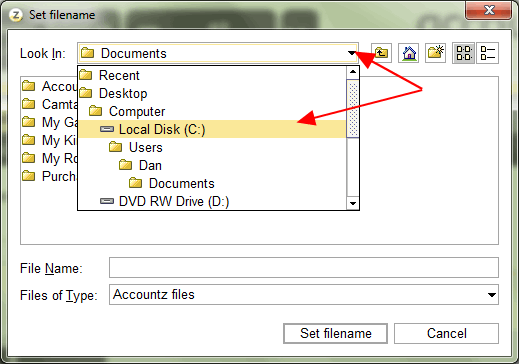 Set filename
Look In: Documents
Recent
Desktop
Computer
Local Disk (C:)
Users
Dan
Documents
DVD RW Drive (D:)
Accou
Camta
My Ga
My Ki
My Ro
Purch
File Name:
Files of Type: Accountz files
Set filename Cancel